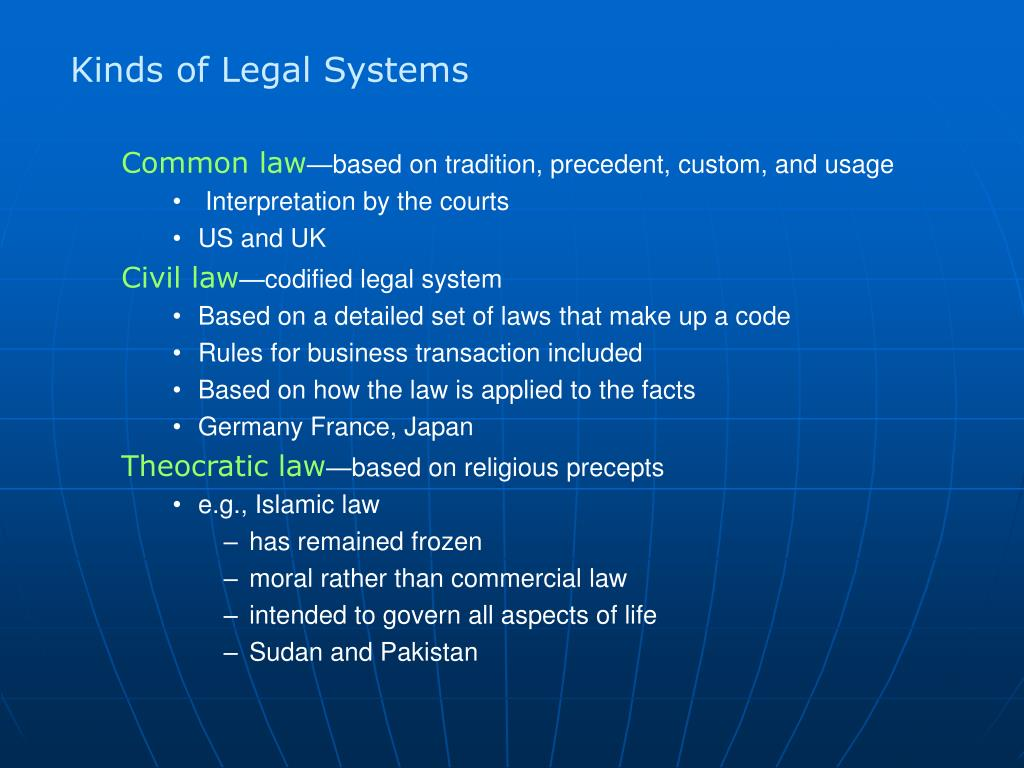 Kinds of Legal Systems
Common law—based on tradition, precedent, custom, and usage
• Interpretation by the courts
• US and UK
Civil law—codified legal system
• Based on a detailed set of laws that make up a code
• Rules for business transaction included
• Based on how the law is applied to the facts
• Germany France, Japan
Theocratic law—based on religious precepts
• e.g., Islamic law
– has remained frozen
– moral rather than commercial law
– intended to govern all aspects of life
– Sudan and Pakistan